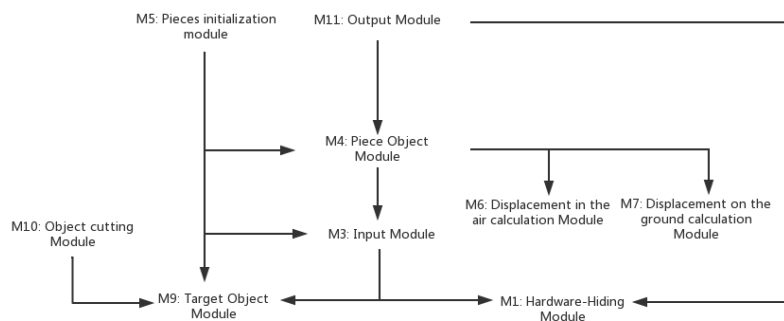 M5: Pieces initialization
module
M11: Output Module
M4: Piece Object
Module
M6: Displacement in the
air calculation Module
M7: Displacement on the
ground calculation
Module
M10: Object cutting
Module
M3: Input Module
M9: Target Object
Module
M1: Hardware-Hiding
Module